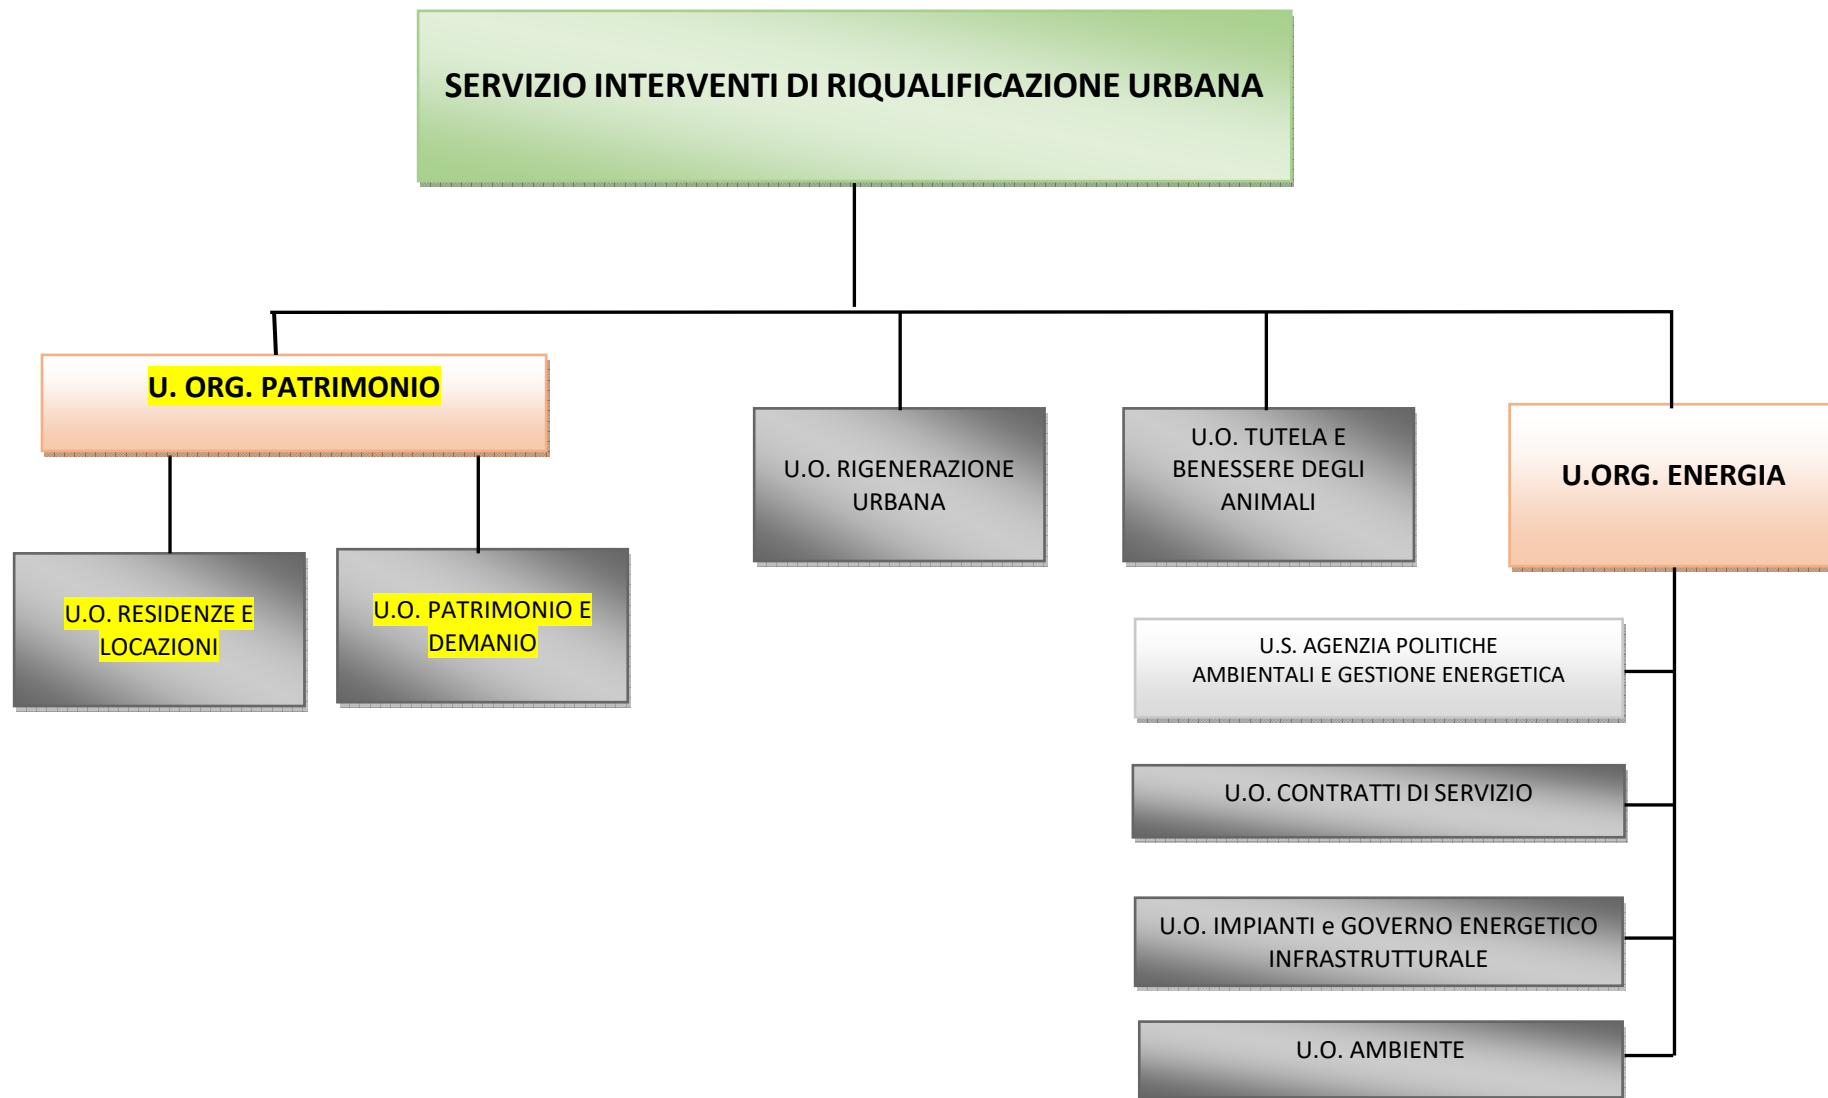 SERVIZIO INTERVENTI DI RIQUALIFICAZIONE URBANA
U. ORG. PATRIMONIO
U.O. RESIDENZE E
LOCAZIONI
U.O. PATRIMONIO E
DEMANIO
U.O. RIGENERAZIONE
URBANA
U.O. TUTELA E
BENESSERE DEGLI
ANIMALI
U.ORG. ENERGIA
U.S. AGENZIA POLITICHE
AMBIENTALI E GESTIONE ENERGETICA
U.O. CONTRATTI DI SERVIZIO
U.O. IMPIANTI e GOVERNO ENERGETICO
INFRASTRUTTURALE
U.O. AMBIENTE